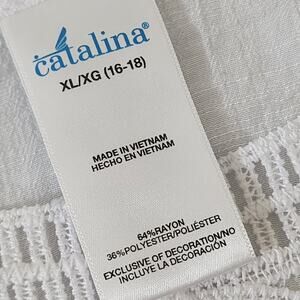 catalina®
XL/XG (16-18)
MADE IN VIETNAM
HECHO EN VIETNAM
64%RAYON
36%POLYESTER/POLIÉSTER
EXCLUSIVE OF DECORATION/NO
INCLUYE LA DECORACIÓN